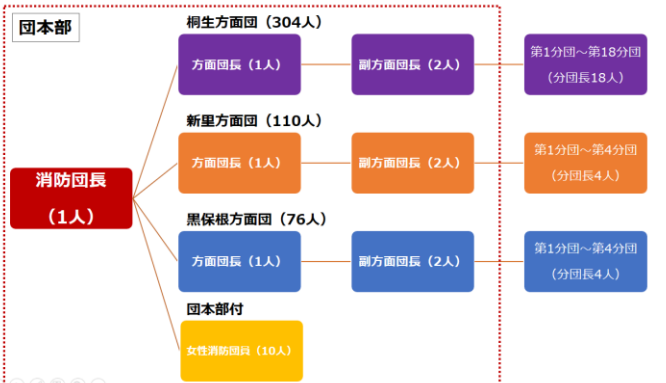 団本部
桐生方面団（304人）
方面団長（1人）
副方面団長（2人）
第1分団～第18分団
（分団長18人）
新里方面団（110人）
方面団長（1人）
副方面団長（2人）
第1分団～第4分団
（分団長4人）
消防団長
（1人）
黒保根方面団（76人）
方面団長（1人）
副方面団長（2人）
第1分団～第4分団
（分団長4人）
団本部付
女性消防団員（10人）